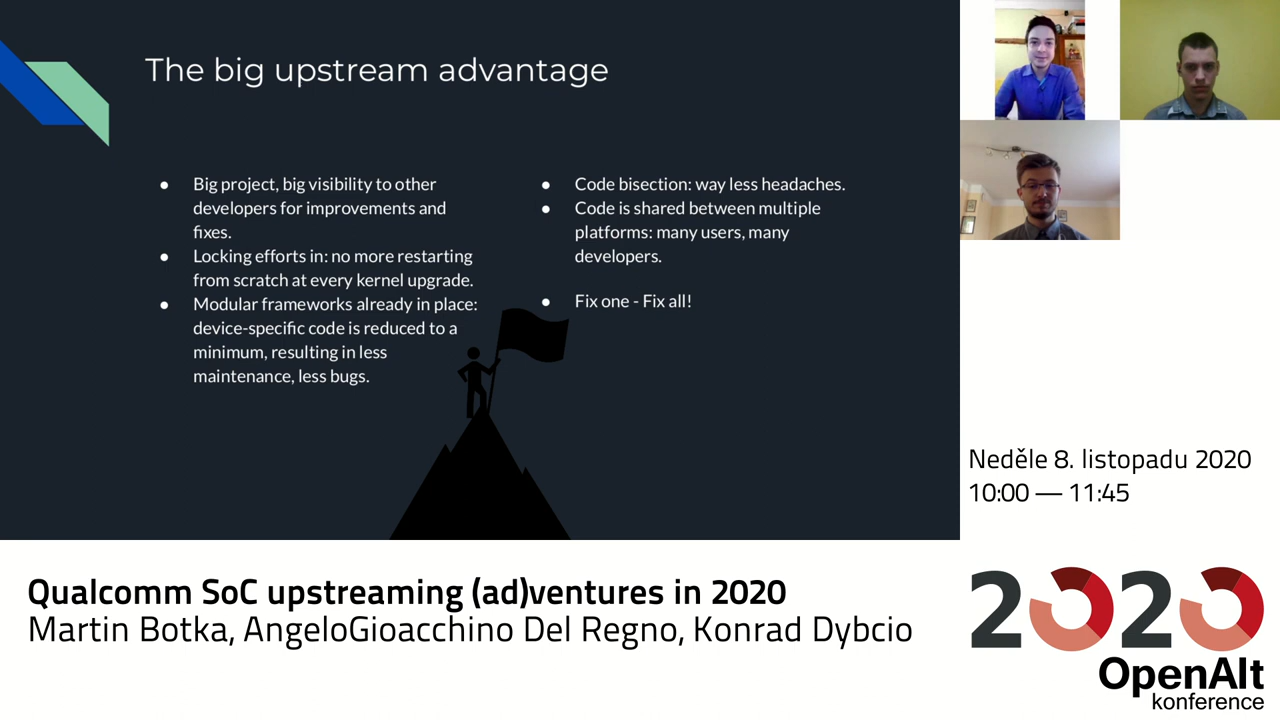 The big upstream advantage
● Big project, big visibility to other
developers for improvements and
fixes.
● Locking efforts in: no more restarting
from scratch at every kernel upgrade.
● Modular frameworks already in place:
device-specific code is reduced to a
minimum, resulting in less
maintenance, less bugs.
● Code bisection: way less headaches.
● Code is shared between multiple
platforms: many users, many
developers.
● Fix one - Fix all!
Neděle 8. listopadu 2020
10:00 — 11:45
Qualcomm SoC upstreaming (ad)ventures in 2020
Martin Botka, AngeloGioacchino Del Regno, Konrad Dybcio
2020
OpenAlt
konference